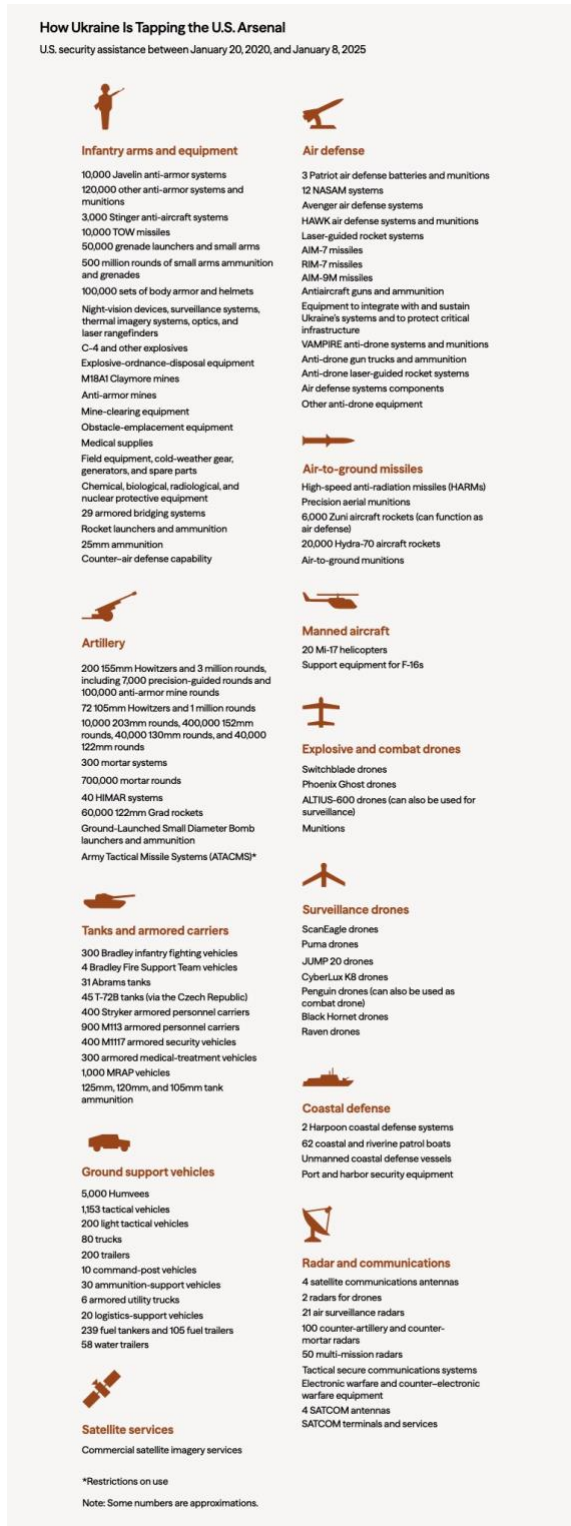 How Ukraine Is Tapping the U.S. Arsenal
U.S. security assistance between January 20, 2020, and January 8, 2025
Infantry arms and equipment
10,000 Javelin anti-armor systems
120,000 other anti-armor systems and
munitions
3,000 Stinger anti-aircraft systems
10,000 TOW missiles
50,000 grenade launchers and small arms
500 million rounds of small arms ammunition
and grenades
100,000 sets of body armor and helmets
Night-vision devices, surveillance systems,
thermal imagery systems, optics, and
laser rangefinders
C-4 and other explosives
Explosive-ordnance-disposal equipment
M18A1 Claymore mines
Anti-armor mines
Mine-clearing equipment
Obstacle-emplacement equipment
Medical supplies
Field equipment, cold-weather gear,
generators, and spare parts
Chemical, biological, radiological, and
nuclear protective equipment
29 armored bridging systems
Rocket launchers and ammunition
25mm ammunition
Counter-air defense capability
Artillery
200 155mm Howitzers and 3 million rounds,
including 7,000 precision-guided rounds and
100,000 anti-armor mine rounds
72 105mm Howitzers and 1 million rounds
10,000 203mm rounds, 400,000 152mm
rounds, 40,000 130mm rounds, and 40,000
122mm rounds
300 mortar systems
700,000 mortar rounds
40 HIMAR systems
60,000 122mm Grad rockets
Ground-Launched Small Diameter Bomb
launchers and ammunition
Army Tactical Missile Systems (ATACMS)*
Tanks and armored carriers
300 Bradley infantry fighting vehicles
4 Bradley Fire Support Team vehicles
31 Abrams tanks
45 T-72B tanks (via the Czech Republic)
400 Stryker armored personnel carriers
900 M113 armored personnel carriers
400 M1117 armored security vehicles
300 armored medical-treatment vehicles
1,000 MRAP vehicles
125mm, 120mm, and 105mm tank
ammunition
Ground support vehicles
5,000 Humvees
1,153 tactical vehicles
200 light tactical vehicles
80 trucks
200 trailers
10 command-post vehicles
30 ammunition-support vehicles
6 armored utility trucks
20 logistics-support vehicles
239 fuel tankers and 105 fuel trailers
58 water trailers
Satellite services
Commercial satellite imagery services
Air defense
3 Patriot air defense batteries and munitions
12 NASAM systems
Avenger air defense systems
HAWK air defense systems and munitions
Laser-guided rocket systems
AIM-7 missiles
RIM-7 missiles
AIM-9M missiles
Antiaircraft guns and ammunition
Equipment to integrate with and sustain
Ukraine's systems and to protect critical
infrastructure
VAMPIRE anti-drone systems and munitions
Anti-drone gun trucks and ammunition
Anti-drone laser-guided rocket systems
Air defense systems components
Other anti-drone equipment
Air-to-ground missiles
High-speed anti-radiation missiles (HARMs)
Precision aerial munitions
6,000 Zuni aircraft rockets (can function as
air defense)
20,000 Hydra-70 aircraft rockets
Air-to-ground munitions
Manned aircraft
20 Mi-17 helicopters
Support equipment for F-16s
Explosive and combat drones
Switchblade drones
Phoenix Ghost drones
ALTIUS-600 drones (can also be used for
surveillance)
Munitions
Surveillance drones
ScanEagle drones
Puma drones
JUMP 20 drones
CyberLux K8 drones
Penguin drones (can also be used as
combat drone)
Black Hornet drones
Raven drones
Coastal defense
2 Harpoon coastal defense systems
62 coastal and riverine patrol boats
Unmanned coastal defense vessels
Port and harbor security equipment
Radar and communications
4 satellite communications antennas
2 radars for drones
21 air surveillance radars
100 counter-artillery and counter-
mortar radars
50 multi-mission radars
Tactical secure communications systems
Electronic warfare and counter-electronic
warfare equipment
4 SATCOM antennas
SATCOM terminals and services
*Restrictions on use
Note: Some numbers are approximations.